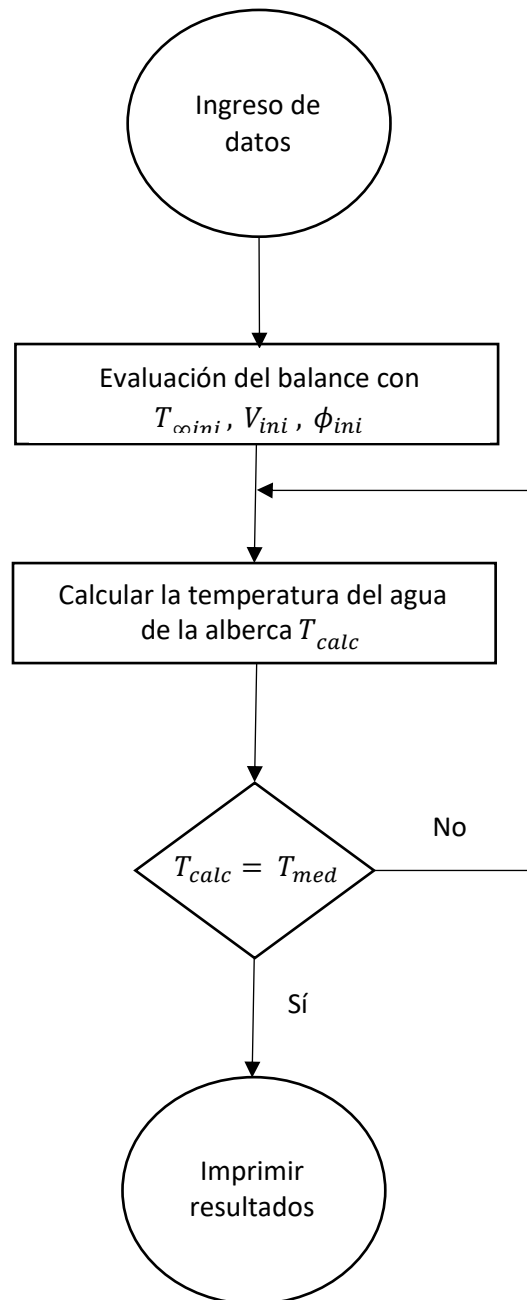 Ingreso de
datos
Evaluación del balance con
T∞ini , Vini , ϕini
Calcular la temperatura del agua
de la alberca Tcalc
Tcalc = Tmed
No
Sí
Imprimir
resultados